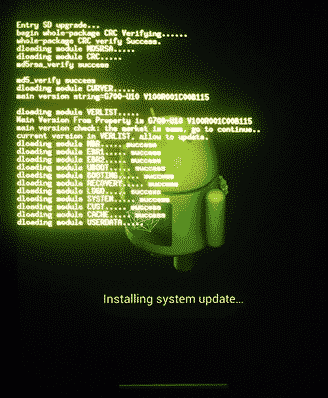 Entry SD upgrade...
begin whole-package CRC Verifying......
whole-package CRC verify Success.
dloading module MD5RSA.....
dloading module CRC.....
md5rsa_verify success
md5_verify success
dloading module CURVER.....
main version string=G700-U10 V100R001C00B115
dloading module VERLIST.....
Main Version From Property is G700-U10 V100R001C00B115
main version check: the market is same, go to continue..
current version in VERLIST, allow to update.
dloading module MBR..... success
dloading module EBR1..... success
dloading module EBR2..... success
dloading module UBOOT..... success
dloading module BOOTIMG..... success
dloading module RECOVERY..... success
dloading module LOGO..... success
dloading module SYSTEM..... success
dloading module CUST..... success
dloading module CACHE..... success
dloading module USERDATA.....
Installing system update...